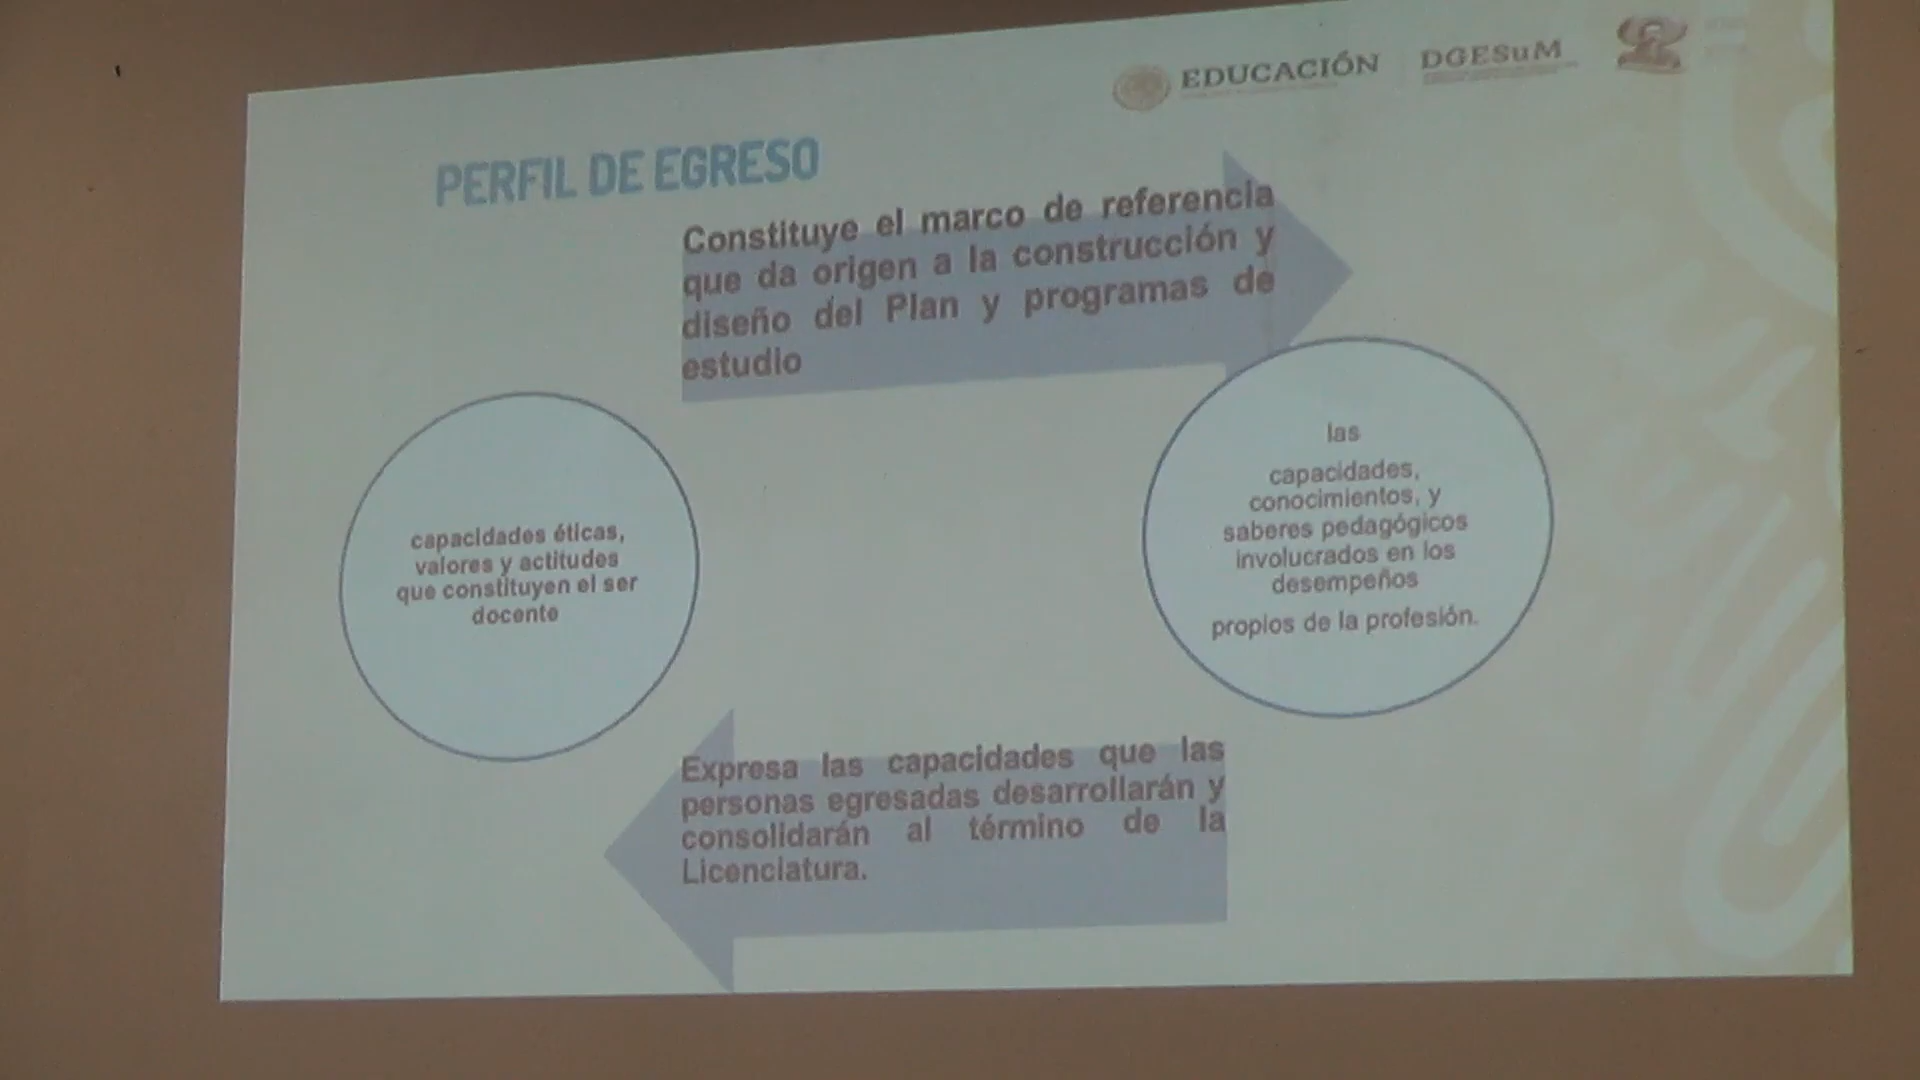 EDUCACIÓN
DGESuM
PERFIL DE EGRESO
Constituye el marco de referencia
que da origen a la construcción y
diseño del Plan y programas de
estudio
capacidades éticas,
valores y actitudes
que constituyen el ser
docente
las
capacidades,
conocimientos, y
saberes pedagógicos
involucrados en los
desempeños
propios de la profesión.
Expresa las capacidades que las
personas egresadas desarrollarán y
consolidarán al término de la
Licenciatura.